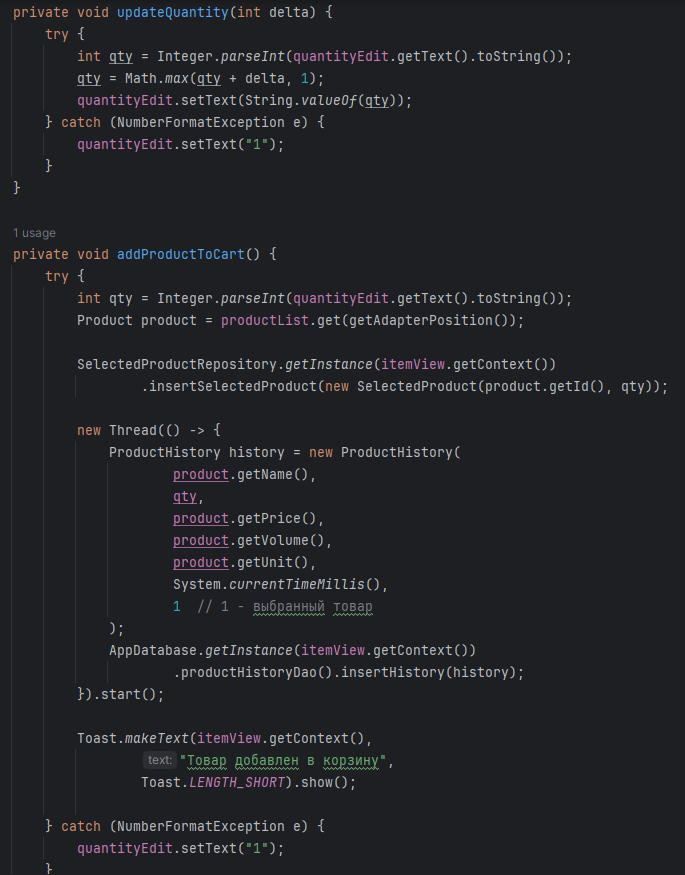 private void updateQuantity(int delta) {
try {
int qty = Integer.parseInt(quantityEdit.getText().toString());
qty = Math.max(qty + delta, 1);
quantityEdit.setText(String.valueOf(qty));
} catch (NumberFormatException e) {
quantityEdit.setText("1");
}
}
1 usage
private void addProductToCart() {
try {
int qty = Integer.parseInt(quantityEdit.getText().toString());
Product product = productList.get(getAdapterPosition());
SelectedProductRepository.getInstance(itemView.getContext())
.insertSelectedProduct(new SelectedProduct(product.getId(), qty));
new Thread(() -> {
ProductHistory history = new ProductHistory(
product.getName(),
qty,
product.getPrice(),
product.getVolume(),
product.getUnit(),
System.currentTimeMillis(),
1  // 1 - выбранный товар
);
AppDatabase.getInstance(itemView.getContext())
.productHistoryDao().insertHistory(history);
}).start();
Toast.makeText(itemView.getContext(),
text: "Товар добавлен в корзину",
Toast.LENGTH_SHORT).show();
} catch (NumberFormatException e) {
quantityEdit.setText("1");
}